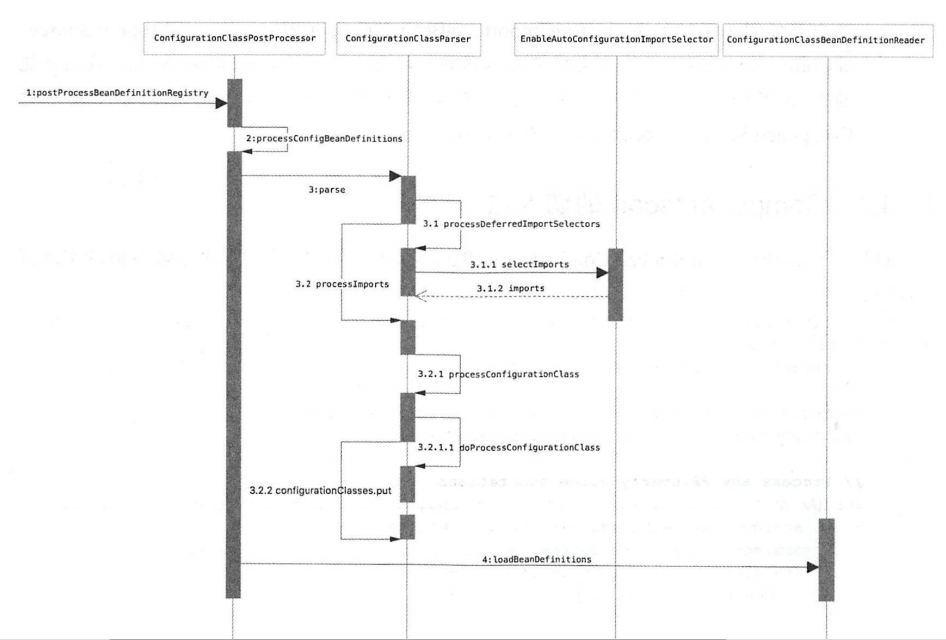 ConfigurationClassPostProcessor
ConfigurationClassParser
EnableAutoConfigurationImportSelector
ConfigurationClassBeanDefinitionReader
1:postProcessBeanDefinitionRegistry
2:processConfigBeanDefinitions
3:parse
3.1 processDeferredImportSelectors
3.1.1 selectImports
3.2 processImports
3.1.2 imports
3.2.1 processConfigurationClass
3.2.1.1 doProcessConfigurationClass
3.2.2 configurationClasses.put
4:loadBeanDefinitions